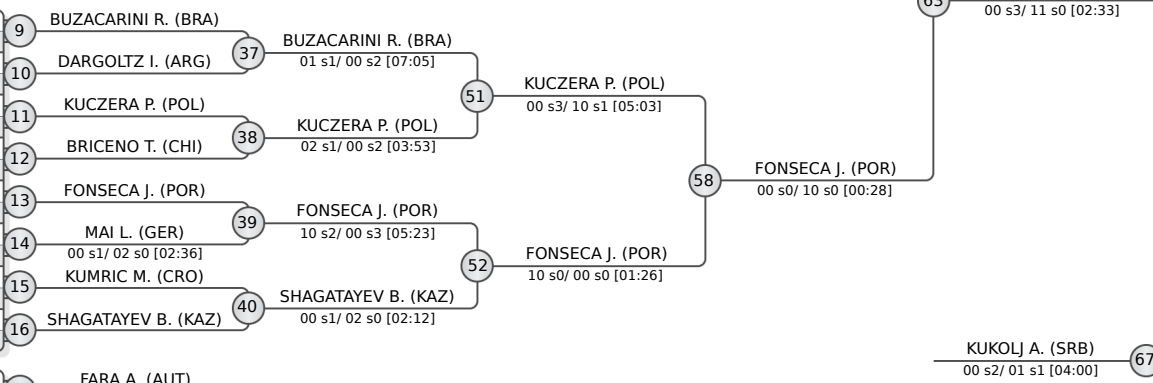 9
BUZACARINI R. (BRA)
10
DARGOLTZ I. (ARG)
37
BUZACARINI R. (BRA)
01 s1/ 00 s2 [07:05]
11
KUCZERA P. (POL)
12
BRICENO T. (CHI)
38
KUCZERA P. (POL)
02 s1/ 00 s2 [03:53]
51
KUCZERA P. (POL)
00 s3/ 10 s1 [05:03]
13
FONSECA J. (POR)
14
MAI L. (GER)
00 s1/ 02 s0 [02:36]
39
FONSECA J. (POR)
10 s2/ 00 s3 [05:23]
15
KUMRIC M. (CRO)
16
SHAGATAYEV B. (KAZ)
40
SHAGATAYEV B. (KAZ)
00 s1/ 02 s0 [02:12]
52
FONSECA J. (POR)
10 s0/ 00 s0 [01:26]
58
FONSECA J. (POR)
00 s0/ 10 s0 [00:28]
63
00 s3/ 11 s0 [02:33]
KUKOLJ A. (SRB)
00 s2/ 01 s1 [04:00]
67
FARA A. (AUT)